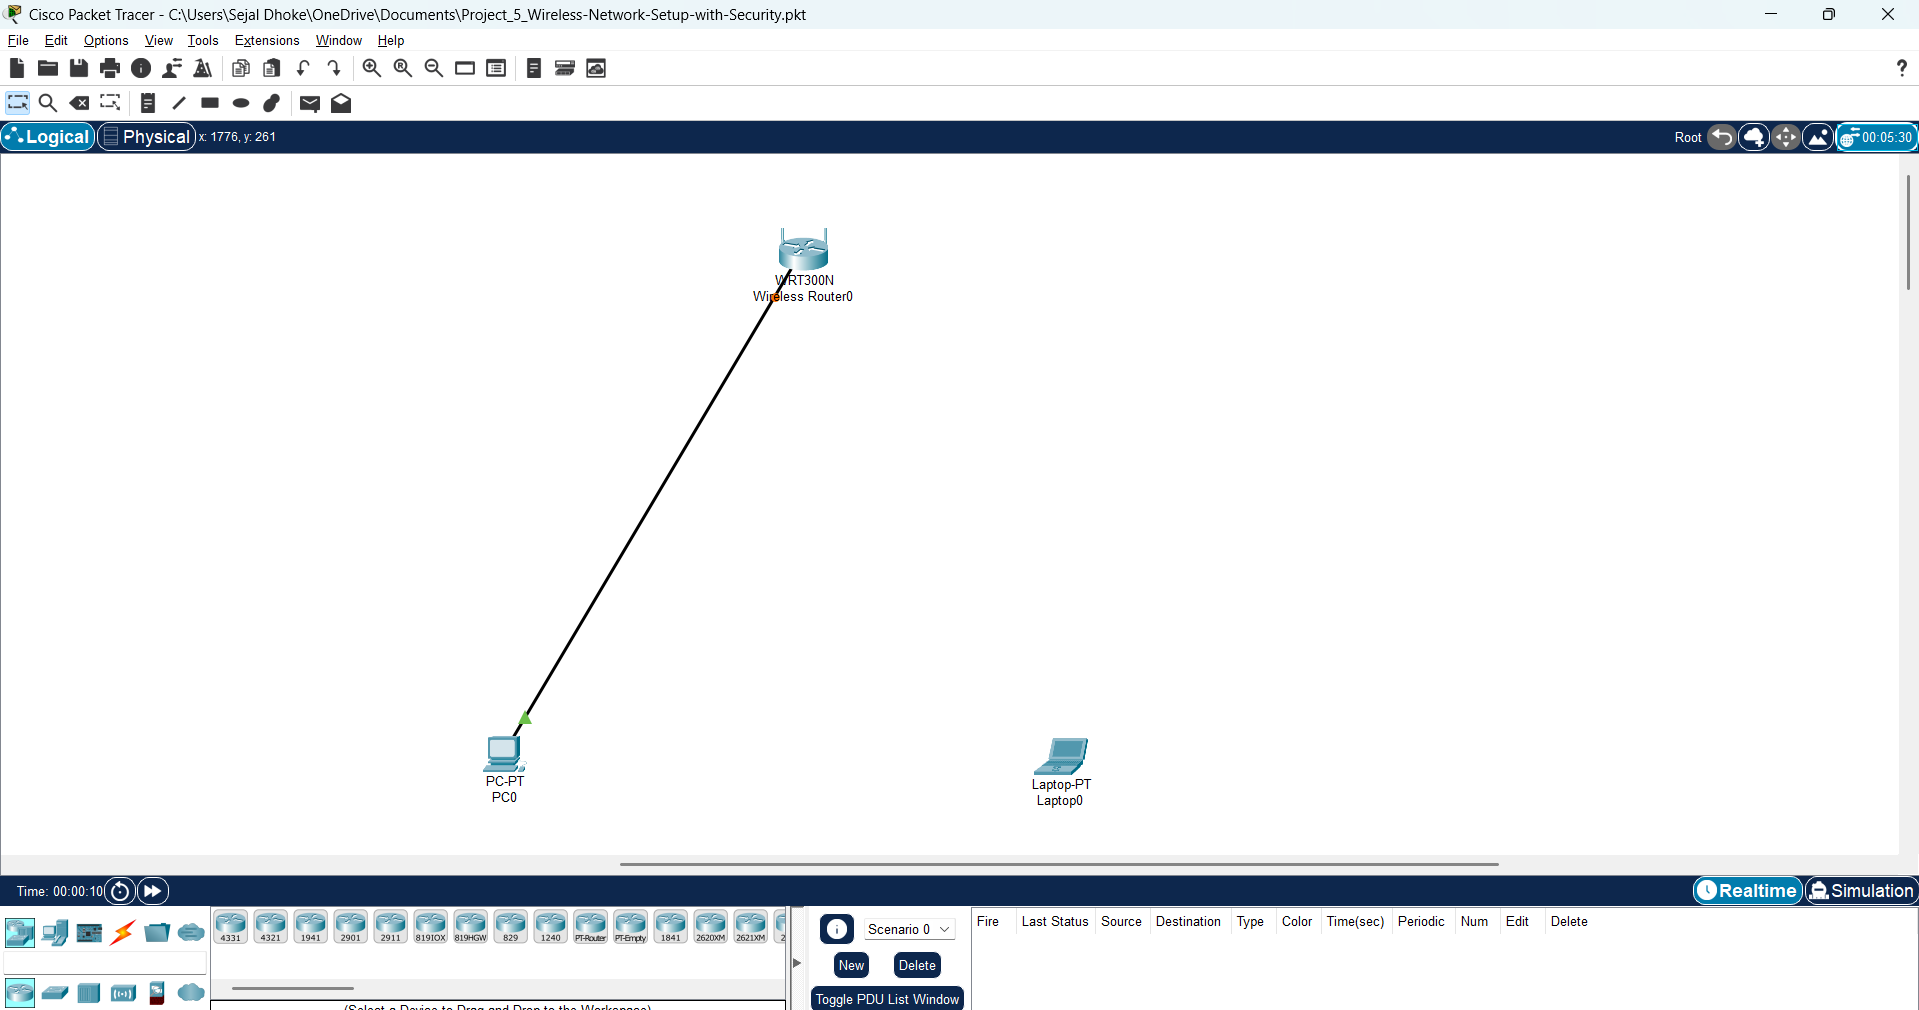 Cisco Packet Tracer - C:\Users\Sejal Dhoke\OneDrive\Documents\Project_5_Wireless-Network-Setup-with-Security.pkt
File Edit Options View Tools Extensions Window Help
?
Logical Physical x: 1776, y: 261 Root 00:05:30
WRT300N
Wireless Router0
PC-PT
PC0
Laptop-PT
Laptop0
Time: 00:00:10 Realtime Simulation
4331 4321 1941 2901 2911 819IOX 819HGW 829 1240 PT-Router PT-Empty 1841 2620XM 2621XM 2
Scenario 0
New Delete
Toggle PDU List Window
Fire Last Status Source Destination Type Color Time(sec) Periodic Num Edit Delete
(Select a Device to Drag and Drop to the Workspace)